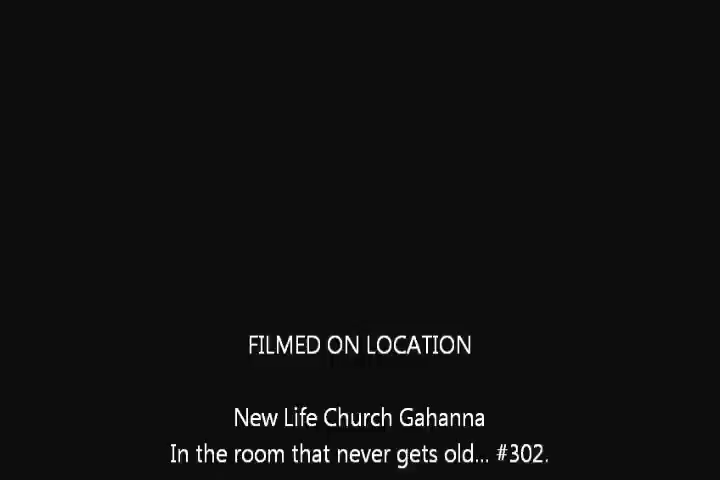 FILMED ON LOCATION
New Life Church Gahanna
In the room that never gets old... #302.